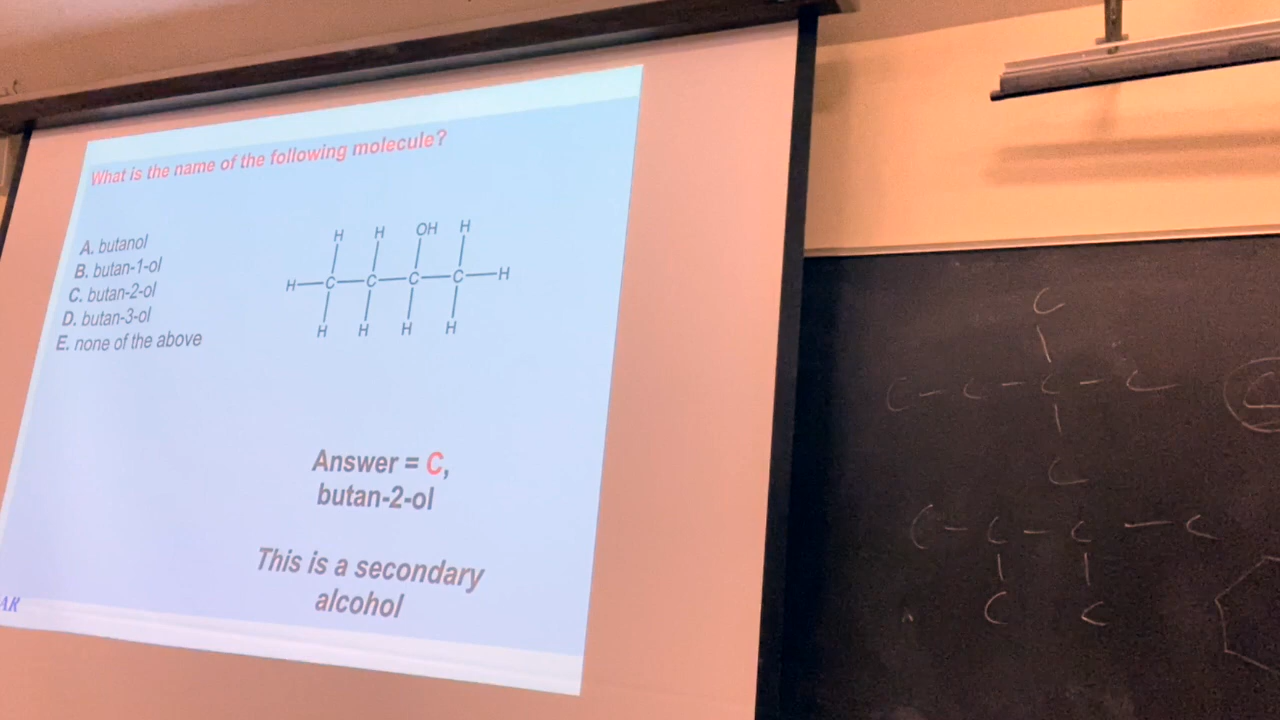 What is the name of the following molecule?
A. butanol
B. butan-1-ol
C. butan-2-ol
D. butan-3-ol
E. none of the above
H H OH H
H—C—C—C—C—H
H H H H
Answer = C,
butan-2-ol
This is a secondary
alcohol
AR
C
C - C - C - C
C
C - C - C - C
C C